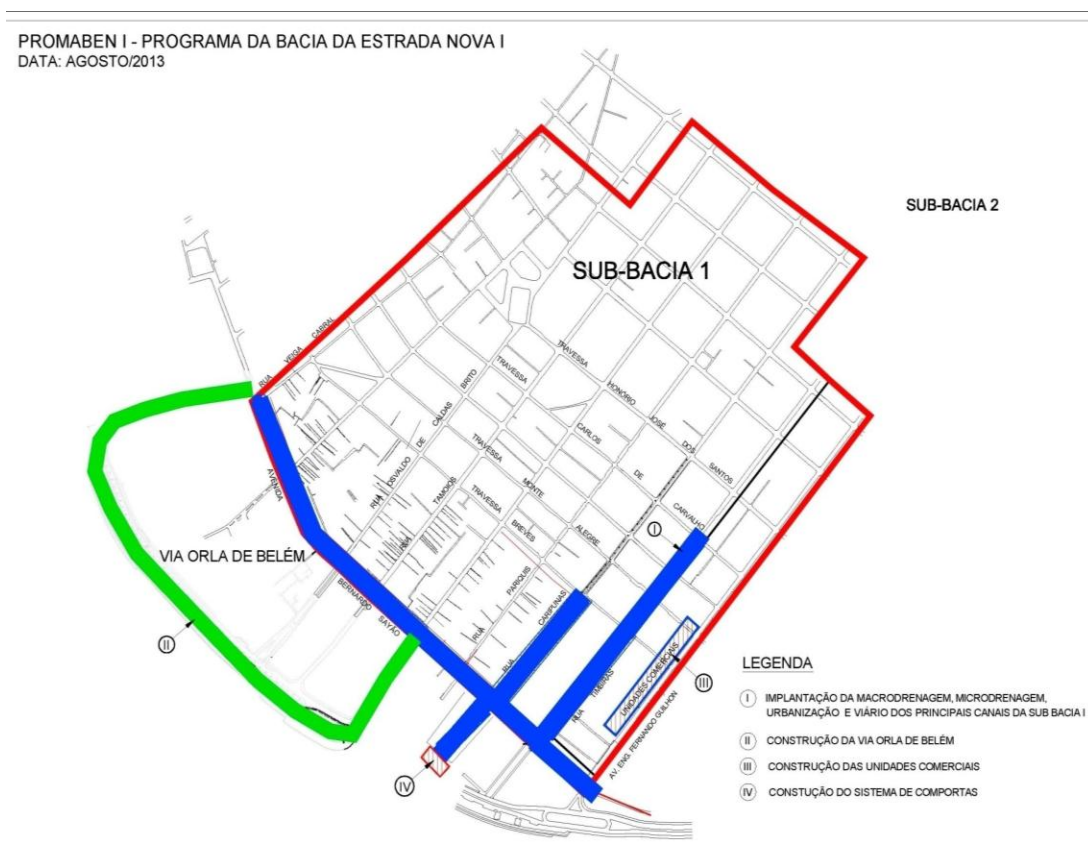 PROMABEN I - PROGRAMA DA BACIA DA ESTRADA NOVA I
DATA: AGOSTO/2013
SUB-BACIA 2
SUB-BACIA 1
RUA VEIGA CABRAL
AVENIDA BERNARDO SAYÃO
VIA ORLA DE BELÉM
RUA OSVALDO DE CALDAS BRITO
RUA TAMOIOS
RUA PARIQUIS
RUA CARIPUNAS
RUA TIMBIRAS
TRAVESSA HONÓRIO JOSÉ DOS SANTOS
TRAVESSA CARLOS DE CARVALHO
TRAVESSA MONTE ALEGRE
TRAVESSA BREVES
UNIDADES COMERCIAIS
AV. ENG. FERNANDO GUILHON
I
II
III
IV
LEGENDA
I IMPLANTAÇÃO DA MACRODRENAGEM, MICRODRENAGEM,
URBANIZAÇÃO E VIÁRIO DOS PRINCIPAIS CANAIS DA SUB BACIA I
II CONSTRUÇÃO DA VIA ORLA DE BELÉM
III CONSTRUÇÃO DAS UNIDADES COMERCIAIS
IV CONSTUÇÃO DO SISTEMA DE COMPORTAS